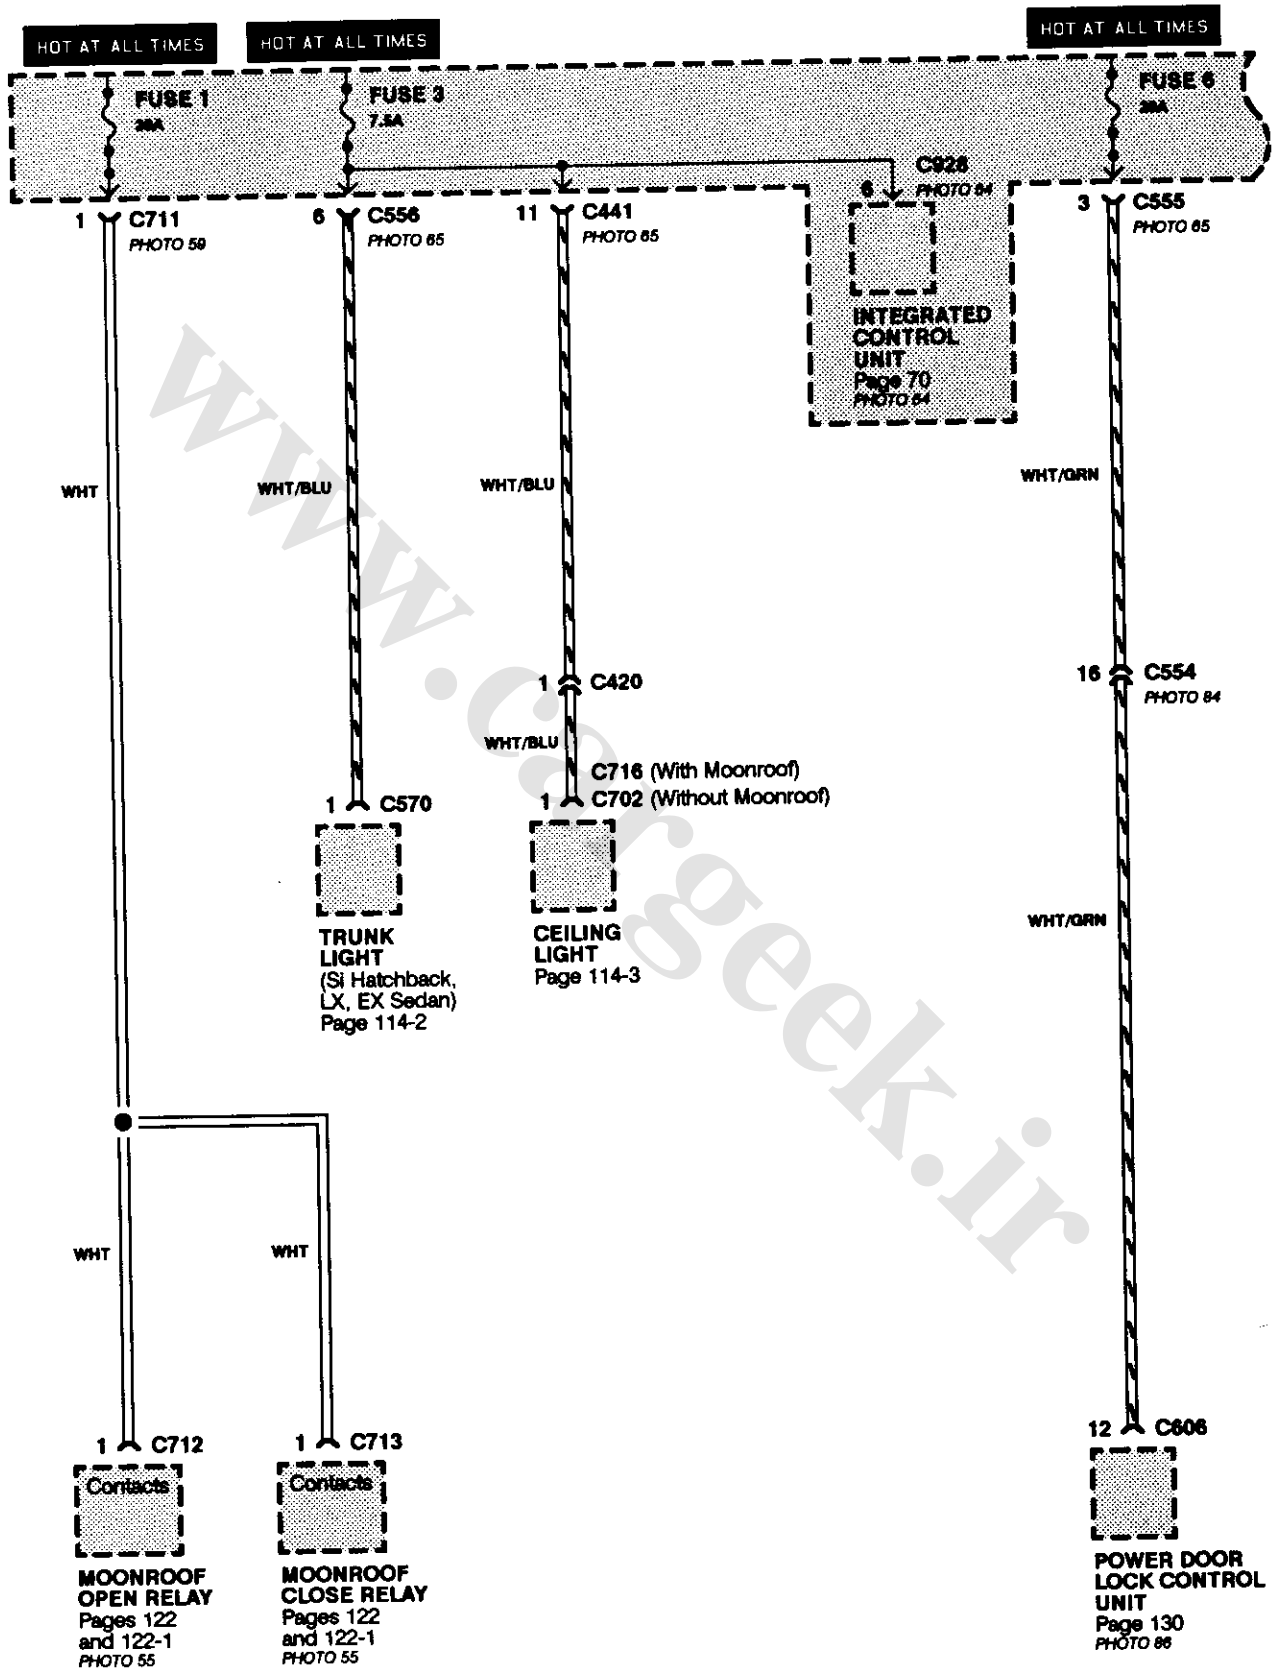 HOT AT ALL TIMES
HOT AT ALL TIMES
HOT AT ALL TIMES
FUSE 1
FUSE 3
7.5A
FUSE 6
C928
PHOTO 64
6
1 C711
PHOTO 59
6 C556
PHOTO 65
11 C441
PHOTO 65
3 C555
PHOTO 65
INTEGRATED
CONTROL
UNIT
Page 70
PHOTO 64
WHT
WHT/BLU
WHT/BLU
WHT/GRN
1 C420
16 C554
PHOTO 84
WHT/BLU
C716 (With Moonroof)
1 C702 (Without Moonroof)
1 C570
TRUNK
LIGHT
(Si Hatchback,
LX, EX Sedan)
Page 114-2
CEILING
LIGHT
Page 114-3
WHT/GRN
WHT
WHT
1 C712
1 C713
12 C606
Contacts
Contacts
MOONROOF
OPEN RELAY
Pages 122
and 122-1
PHOTO 55
MOONROOF
CLOSE RELAY
Pages 122
and 122-1
PHOTO 55
POWER DOOR
LOCK CONTROL
UNIT
Page 130
PHOTO 86
www.cargeek.ir